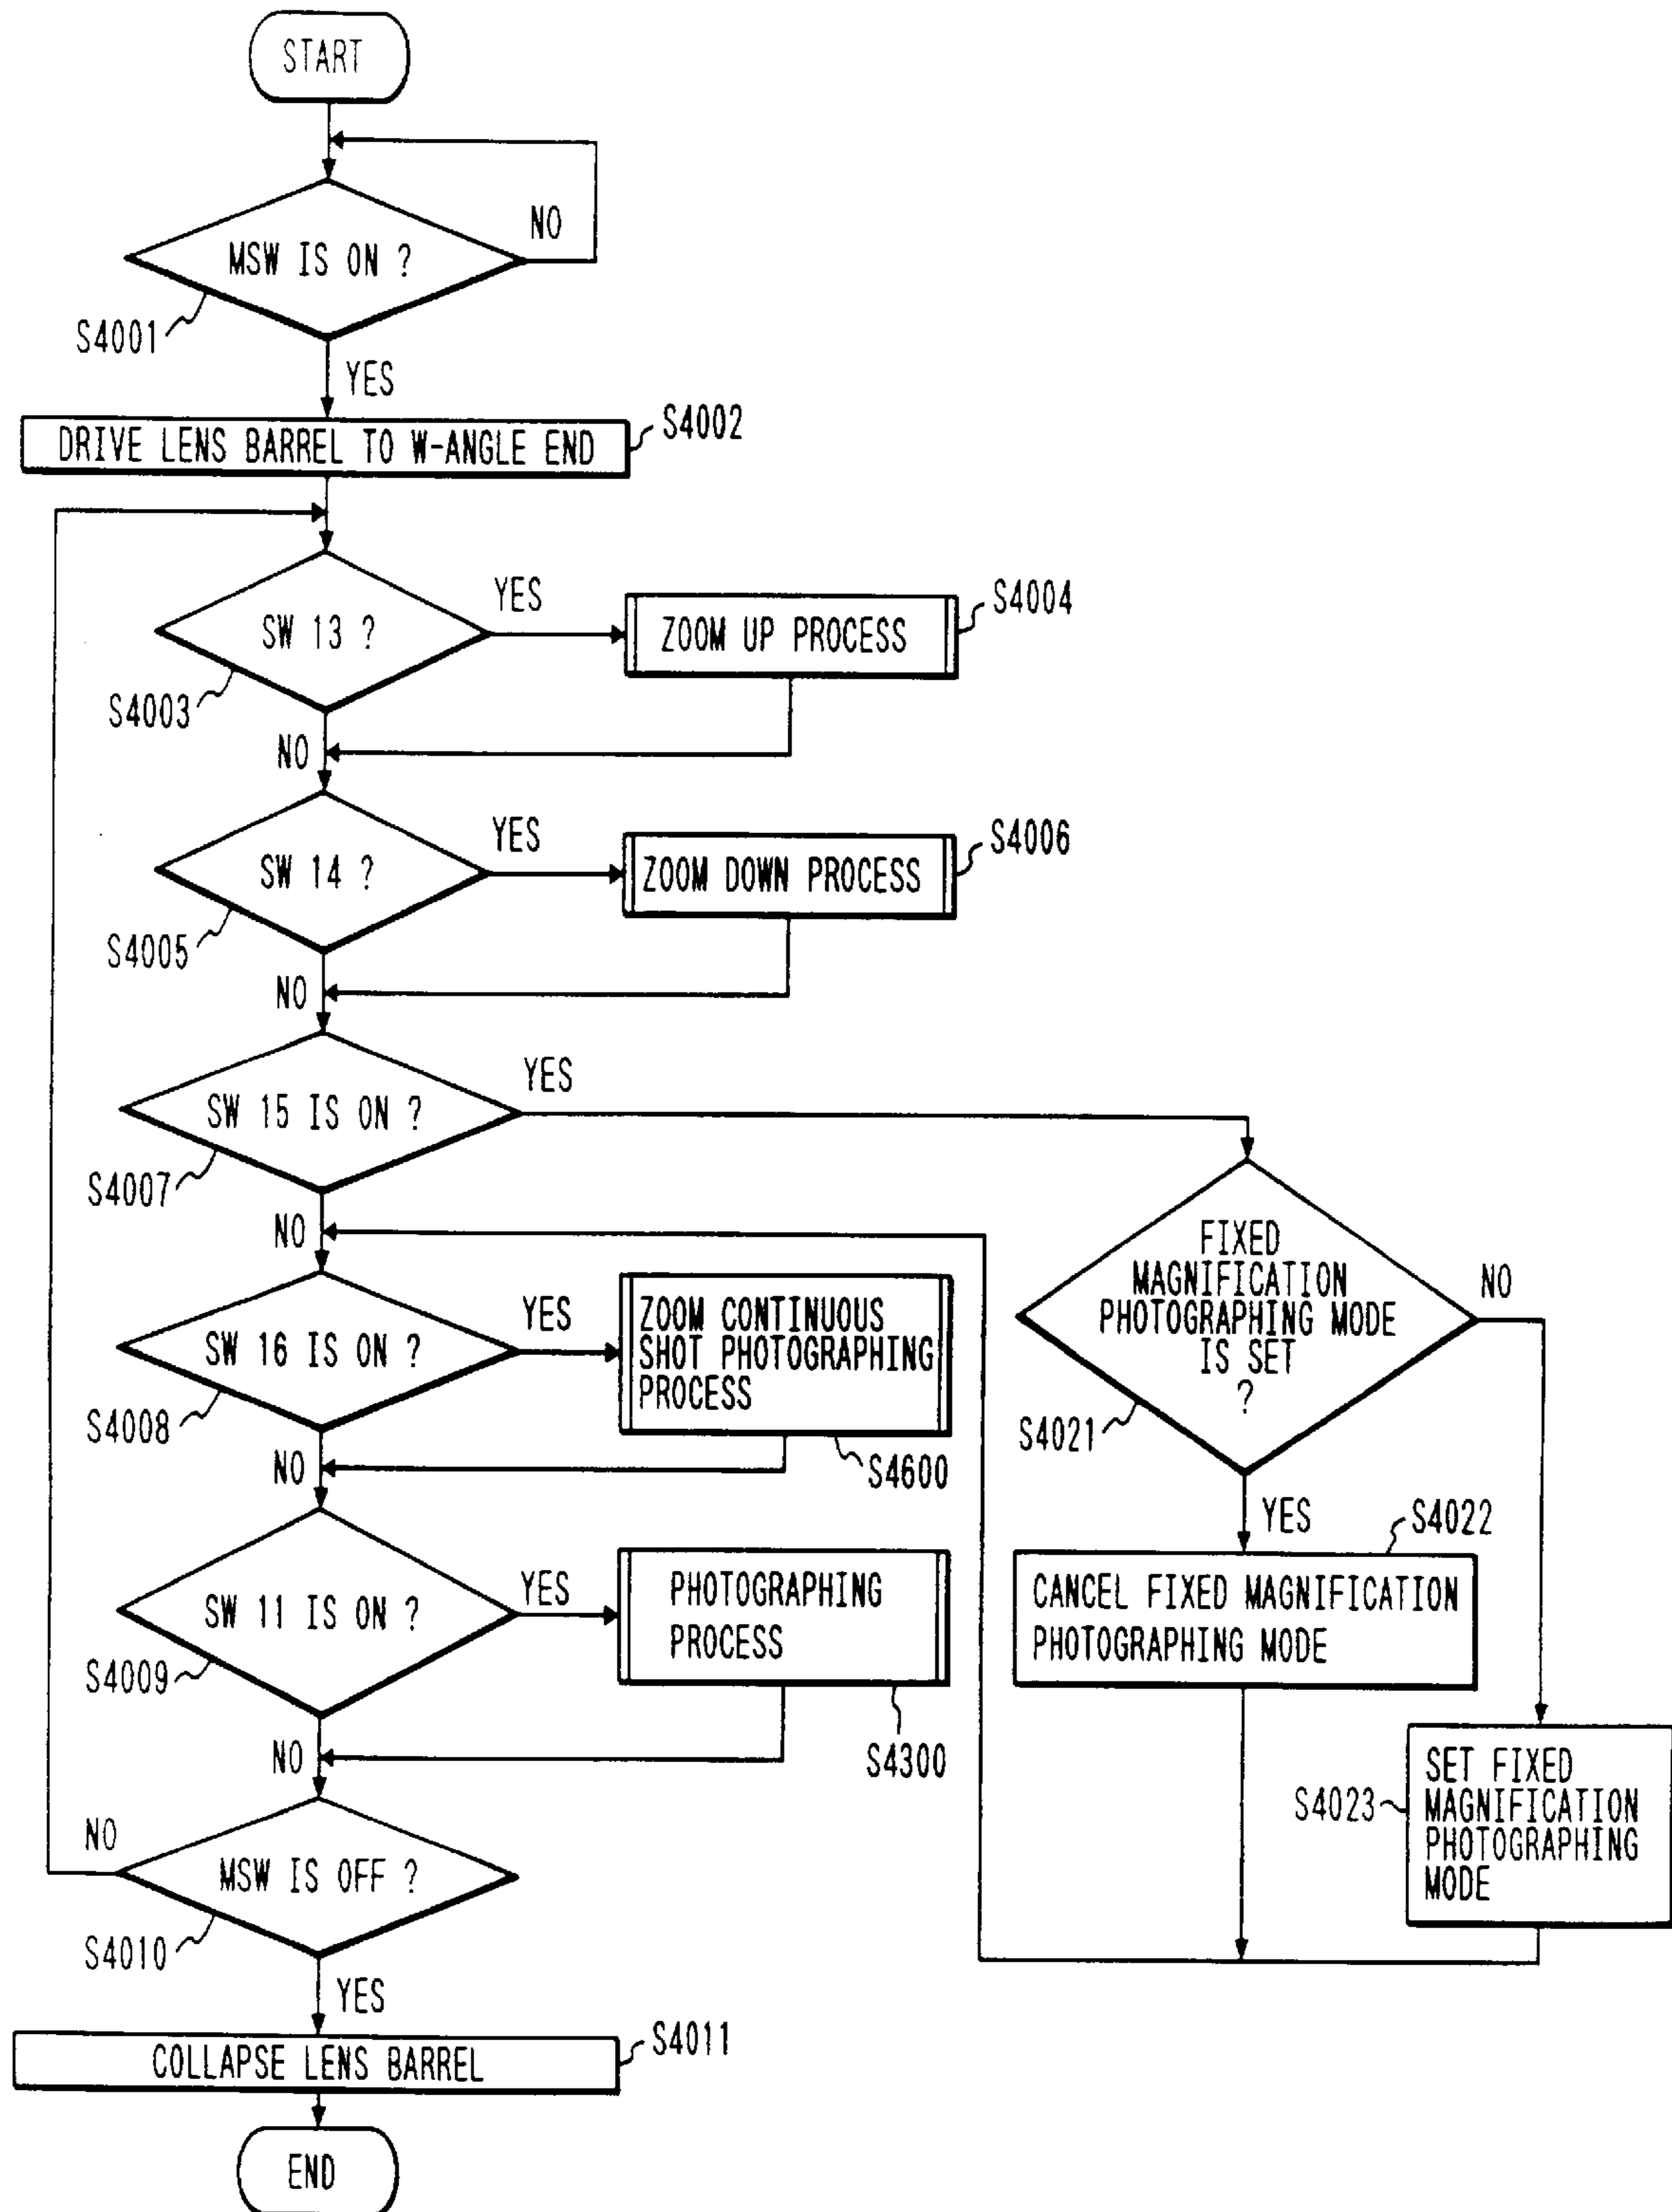 START
MSW IS ON ?
NO
S4001
YES
DRIVE LENS BARREL TO W-ANGLE END
S4002
SW 13 ?
YES
ZOOM UP PROCESS
S4004
S4003
NO
SW 14 ?
YES
ZOOM DOWN PROCESS
S4006
S4005
NO
SW 15 IS ON ?
YES
S4007
NO
FIXED
MAGNIFICATION
PHOTOGRAPHING MODE
IS SET
?
NO
S4021
YES
SW 16 IS ON ?
YES
ZOOM CONTINUOUS
SHOT PHOTOGRAPHING
PROCESS
S4008
NO
S4600
S4022
CANCEL FIXED MAGNIFICATION
PHOTOGRAPHING MODE
SW 11 IS ON ?
YES
PHOTOGRAPHING
PROCESS
S4009
NO
S4300
S4023
SET FIXED
MAGNIFICATION
PHOTOGRAPHING
MODE
NO
MSW IS OFF ?
S4010
YES
COLLAPSE LENS BARREL
S4011
END